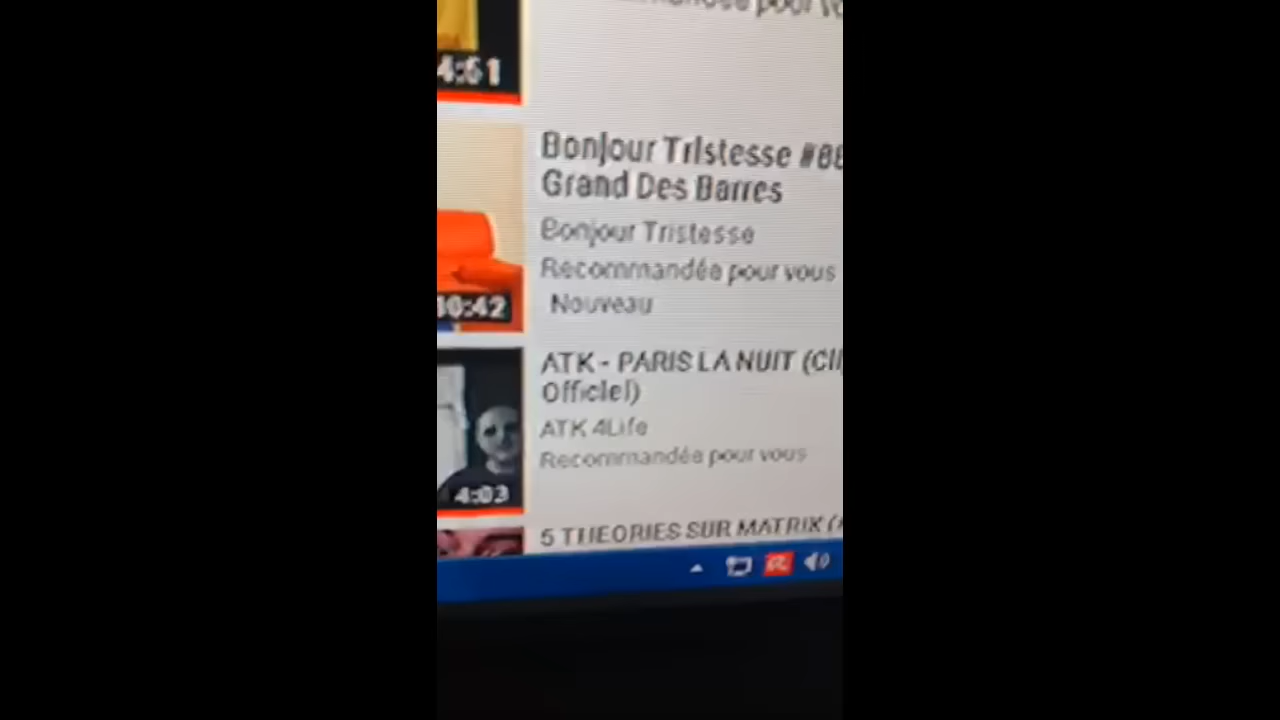 pour
4:51
Bonjour Tristesse
Grand Des Barres
Bonjour Tristesse
Recommandée pour vous
10:42
Nouveau
ATK - PARIS LA NUIT
Officiel)
ATK 4Life
Recommandée pour vous
4:03
5 THEORIES SUR MATRIX